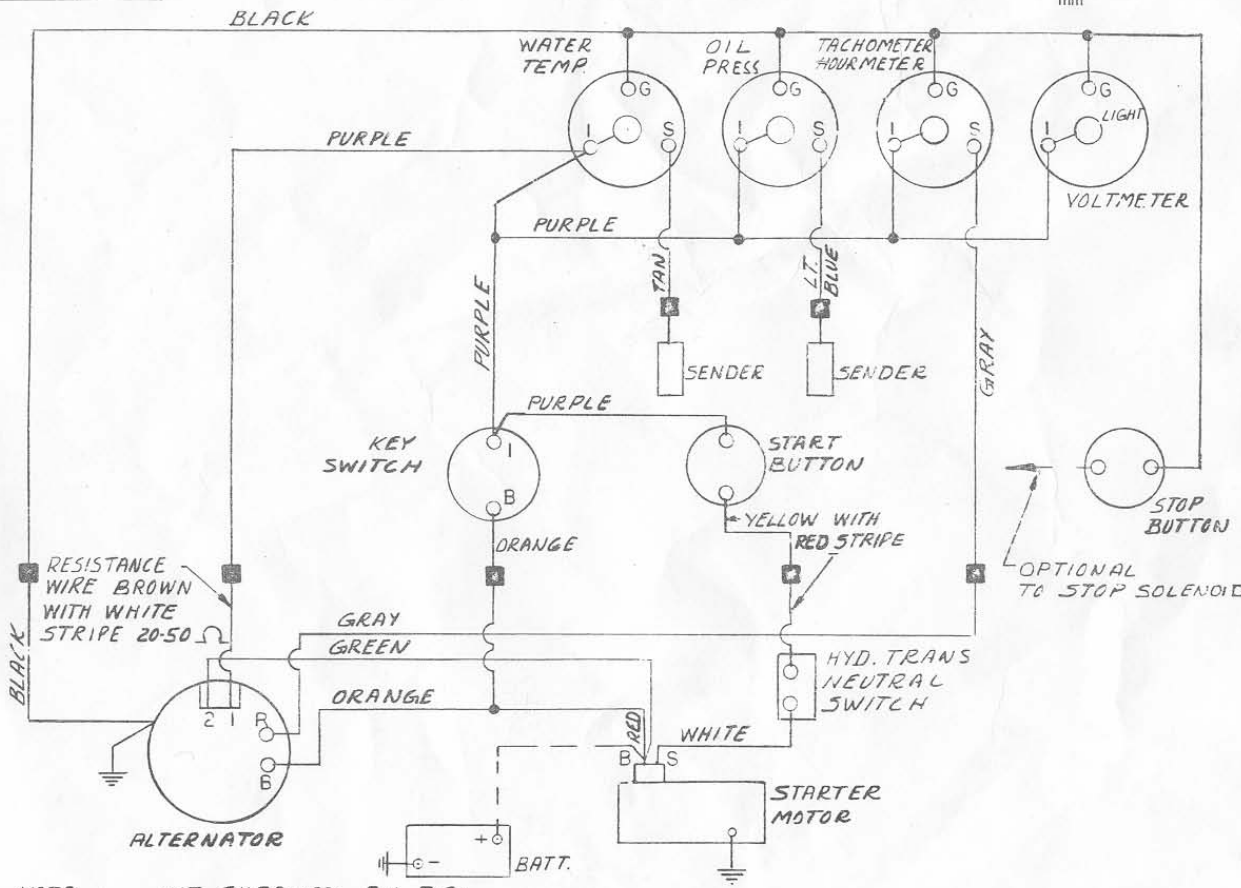 mm
BLACK
WATER
TEMP.
OIL
PRESS
TACHOMETER
HOURMETER
G
G
G
G
LIGHT
I
S
I
S
I
S
I
VOLTMETER
PURPLE
PURPLE
TAN
LT.
BLUE
PURPLE
GRAY
SENDER
SENDER
PURPLE
KEY
SWITCH
I
B
START
BUTTON
STOP
BUTTON
YELLOW WITH
RED STRIPE
ORANGE
OPTIONAL
TO STOP SOLENOID
RESISTANCE
WIRE BROWN
WITH WHITE
STRIPE 20-50 Ω
BLACK
GRAY
GREEN
ORANGE
HYD. TRANS
NEUTRAL
SWITCH
2 1
R
B
RED
WHITE
B S
ALTERNATOR
STARTER
MOTOR
+
-
BATT.